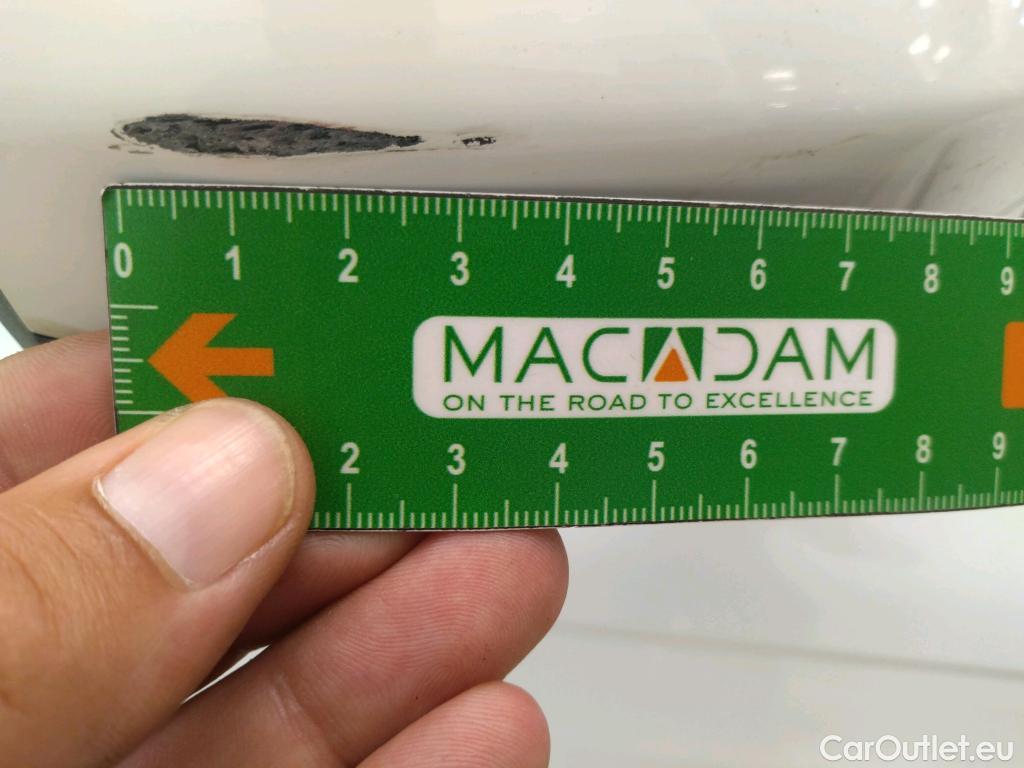 0 1 2 3 4 5 6 7 8 9
MACADAM
ON THE ROAD TO EXCELLENCE
2 3 4 5 6 7 8 9
CarOutlet.eu